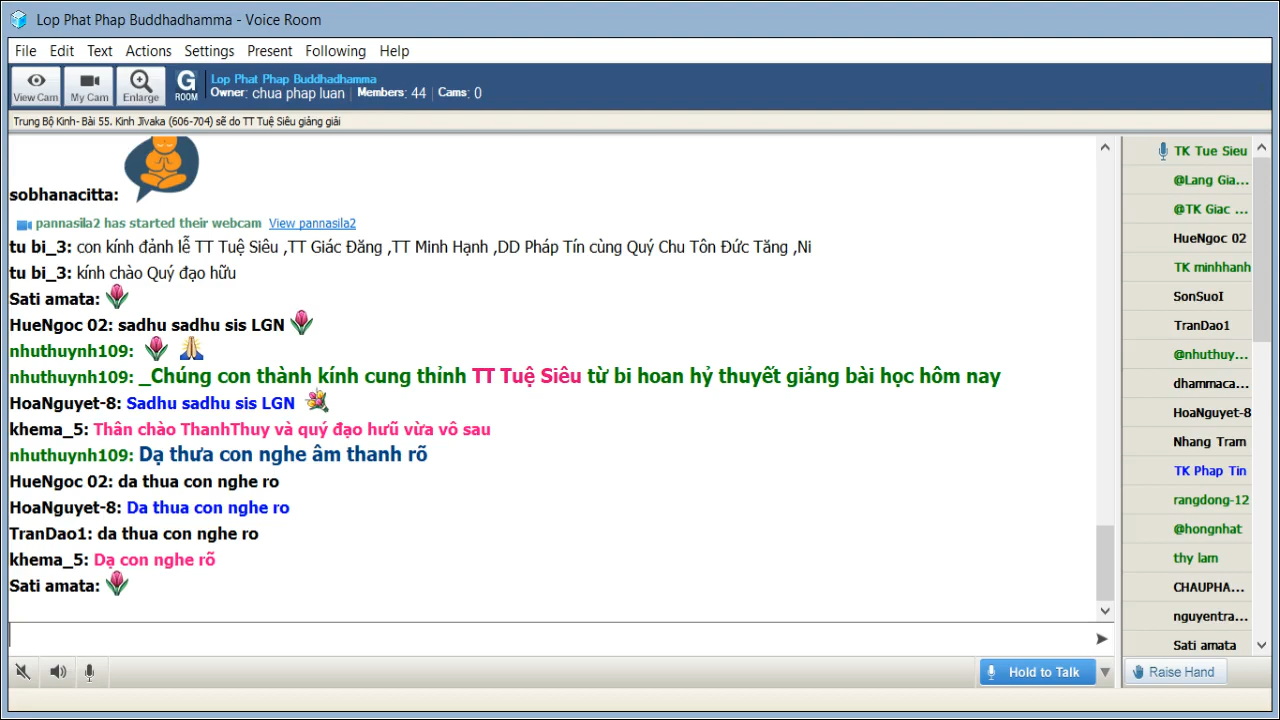 Lop Phat Phap Buddhadhamma - Voice Room
File Edit Text Actions Settings Present Following Help
View Cam My Cam Enlarge G ROOM
Lop Phat Phap Buddhadhamma
Owner: chua phap luan Members: 44 Cams: 0
Trung Bộ Kinh- Bài 55. Kinh Jīvaka (606-704) sẽ do TT Tuệ Siêu giảng giải
sobhanacitta:
pannasila2 has started their webcam View pannasila2
tu bi_3: con kính đảnh lễ TT Tuệ Siêu ,TT Giác Đăng ,TT Minh Hạnh ,DD Pháp Tín cùng Quý Chu Tôn Đức Tăng ,Ni
tu bi_3: kính chào Quý đạo hữu
Sati amata:
HueNgoc 02: sadhu sadhu sis LGN
nhuthuynh109:
nhuthuynh109: _Chúng con thành kính cung thỉnh TT Tuệ Siêu từ bi hoan hỷ thuyết giảng bài học hôm nay
HoaNguyet-8: Sadhu sadhu sis LGN
khema_5: Thân chào ThanhThuy và quý đạo hưũ vừa vô sau
nhuthuynh109: Dạ thưa con nghe âm thanh rõ
HueNgoc 02: da thua con nghe ro
HoaNguyet-8: Da thua con nghe ro
TranDao1: da thua con nghe ro
khema_5: Dạ con nghe rõ
Sati amata:
TK Tue Sieu
@Lang Gia...
@TK Giac ...
HueNgoc 02
TK minhhanh
SonSuoI
TranDao1
@nhuthuy...
dhammaca...
HoaNguyet-8
Nhang Tram
TK Phap Tin
rangdong-12
@hongnhat
thy lam
CHAUPHA...
nguyentra...
Sati amata
Hold to Talk
Raise Hand